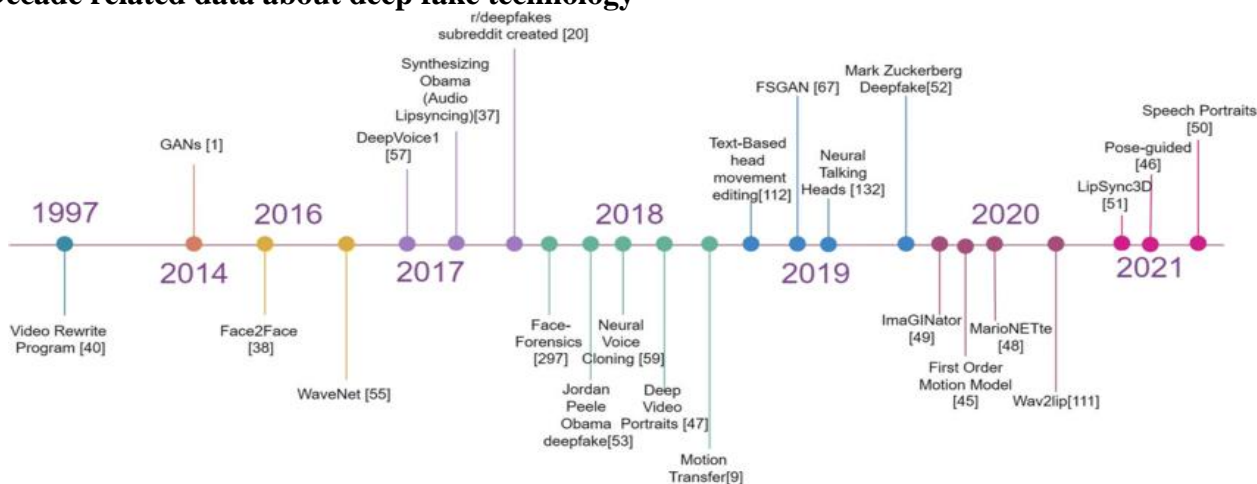 Decade related data about deep fake technology
r/deepfakes
subreddit created [20]
Synthesizing
Obama
(Audio
Lipsyncing)[37]
DeepVoice1
[57]
GANs [1]
FSGAN [67]
Mark Zuckerberg
Deepfake[52]
Text-Based
head
movement
editing[112]
Neural
Talking
Heads [132]
Speech Portraits
[50]
Pose-guided
[46]
LipSync3D
[51]
1997
2016
2018
2020
2014
2017
2019
2021
Video Rewrite
Program [40]
Face2Face
[38]
WaveNet [55]
Face-
Forensics
[297]
Jordan
Peele
Obama
deepfake[53]
Neural
Voice
Cloning [59]
Deep
Video
Portraits [47]
Motion
Transfer[9]
ImaGINator
[49]
First Order
Motion Model
[45]
MarioNETte
[48]
Wav2lip[111]